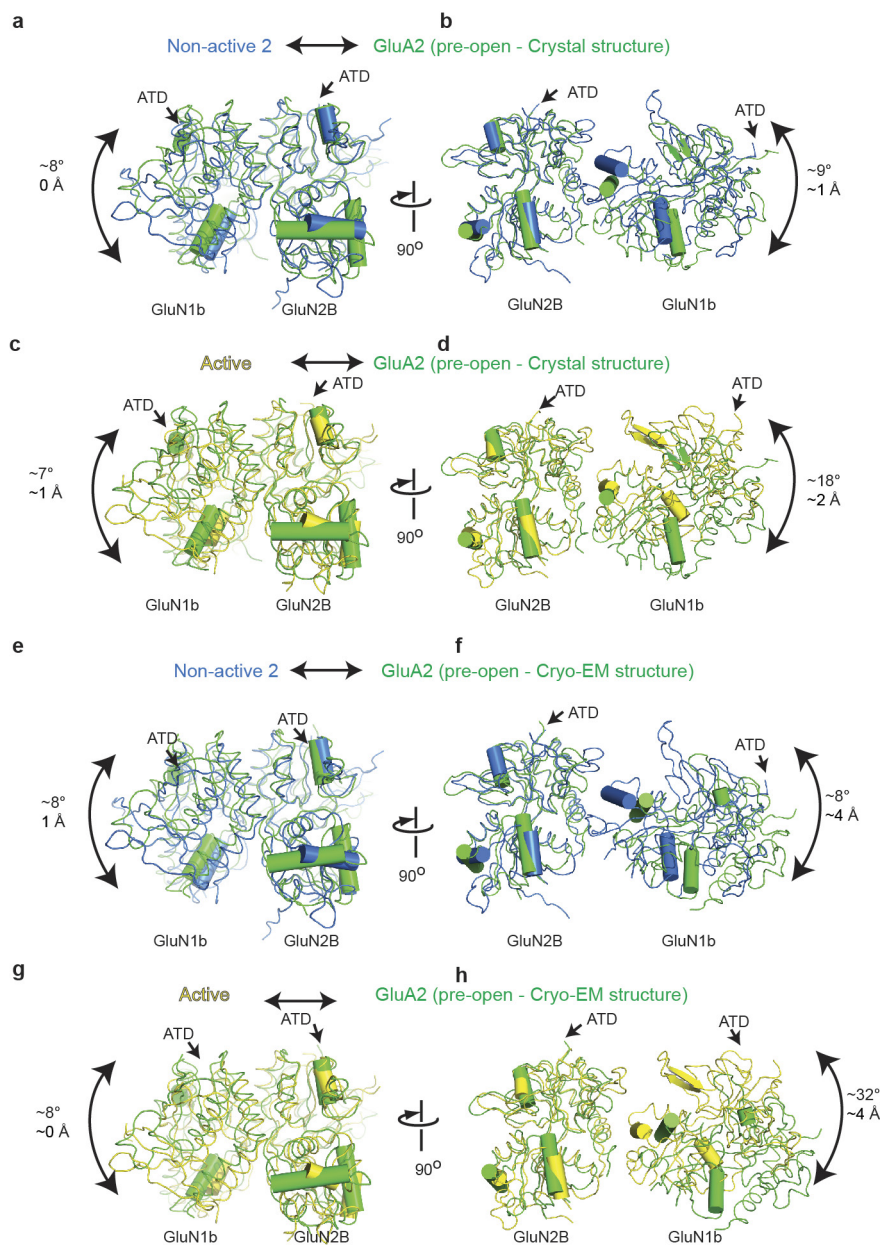 a
b
Non-active 2
GluA2 (pre-open - Crystal structure)
ATD
ATD
ATD
ATD
~8°
0 Å
90°
~9°
~1 Å
GluN1b
GluN2B
GluN2B
GluN1b
c
d
Active
GluA2 (pre-open - Crystal structure)
ATD
ATD
ATD
ATD
~7°
~1 Å
90°
~18°
~2 Å
GluN1b
GluN2B
GluN2B
GluN1b
e
f
Non-active 2
GluA2 (pre-open - Cryo-EM structure)
ATD
ATD
ATD
ATD
~8°
1 Å
90°
~8°
~4 Å
GluN1b
GluN2B
GluN2B
GluN1b
g
h
Active
GluA2 (pre-open - Cryo-EM structure)
ATD
ATD
ATD
ATD
~8°
~0 Å
90°
~32°
~4 Å
GluN1b
GluN2B
GluN2B
GluN1b